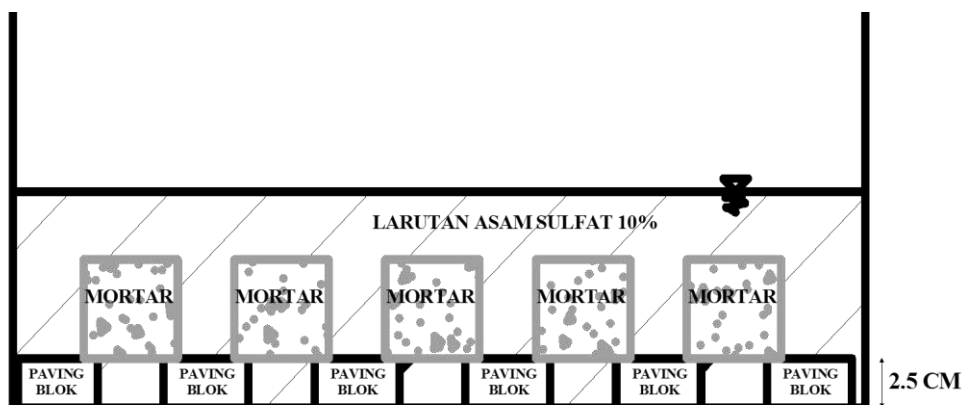 LARUTAN ASAM SULFAT 10%
MORTAR MORTAR MORTAR MORTAR MORTAR
PAVING PAVING PAVING PAVING PAVING PAVING
BLOK BLOK BLOK BLOK BLOK BLOK
2.5 CM